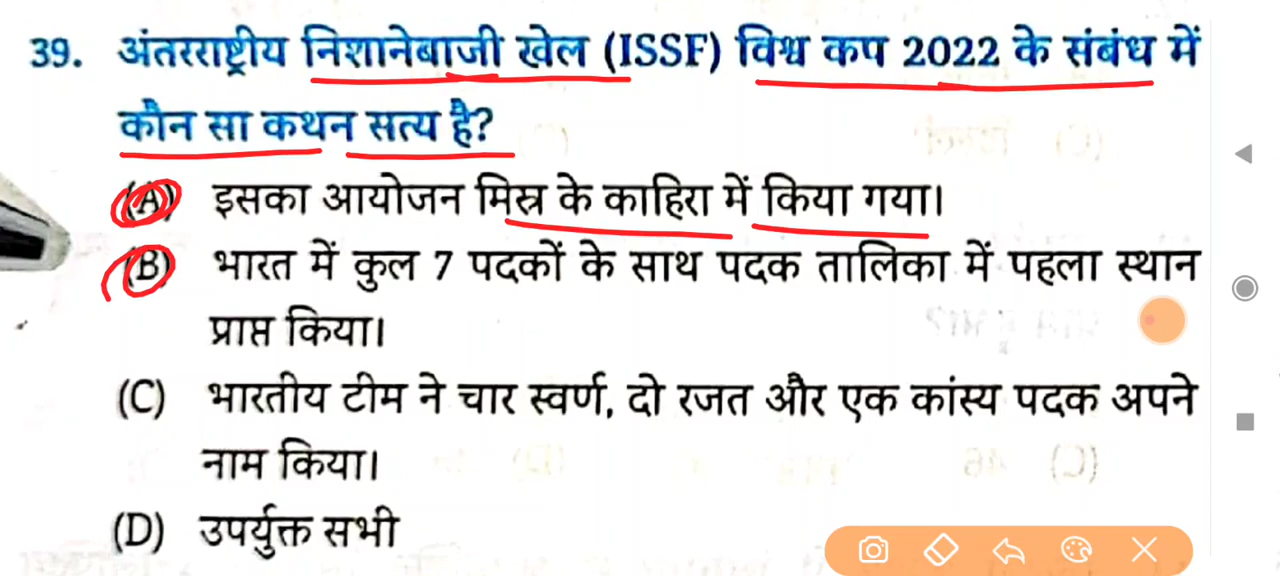 39. अंतरराष्ट्रीय निशानेबाजी खेल (ISSF) विश्व कप 2022 के संबंध में
कौन सा कथन सत्य है?
(A) इसका आयोजन मिस्र के काहिरा में किया गया।
(B) भारत में कुल 7 पदकों के साथ पदक तालिका में पहला स्थान
प्राप्त किया।
(C) भारतीय टीम ने चार स्वर्ण, दो रजत और एक कांस्य पदक अपने
नाम किया।
(D) उपर्युक्त सभी